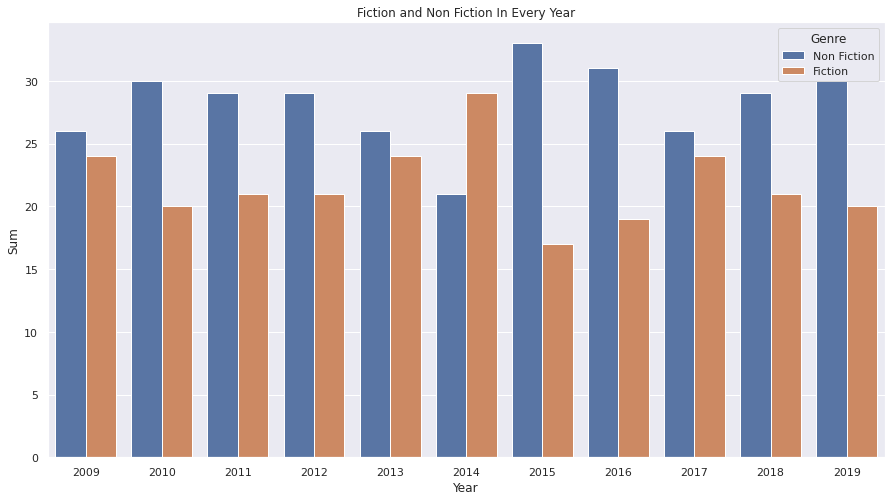 Fiction and Non Fiction In Every Year
Genre
Non Fiction
Fiction
30
25
20
15
10
5
0
Sum
2009 2010 2011 2012 2013 2014 2015 2016 2017 2018 2019
Year